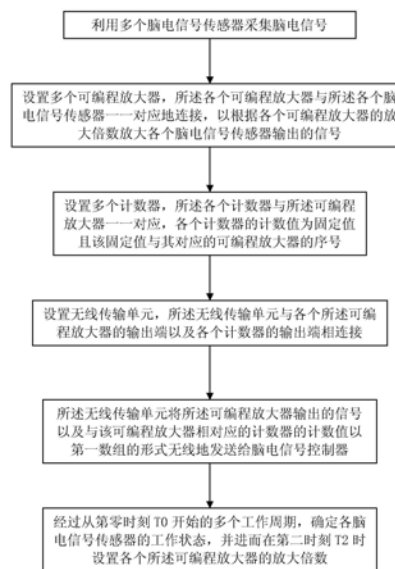 利用多个脑电信号传感器采集脑电信号
设置多个可编程放大器，所述各个可编程放大器与所述各个脑
电信号传感器一一对应地连接，以根据各个可编程放大器的放
大倍数放大各个脑电信号传感器输出的信号
设置多个计数器，所述各个计数器与所述可编程
放大器一一对应，各个计数器的计数值为固定值
且该固定值与其对应的可编程放大器的序号
设置无线传输单元，所述无线传输单元与各个所述可编
程放大器的输出端以及各个计数器的输出端相连接
所述无线传输单元将所述可编程放大器输出的信号
以及与该可编程放大器相对应的计数器的计数值以
第一数组的形式无线地发送给脑电信号控制器
经过从第零时刻 T0 开始的多个工作周期，确定各脑
电信号传感器的工作状态，并进而在第二时刻 T2 时
设置各个所述可编程放大器的放大倍数